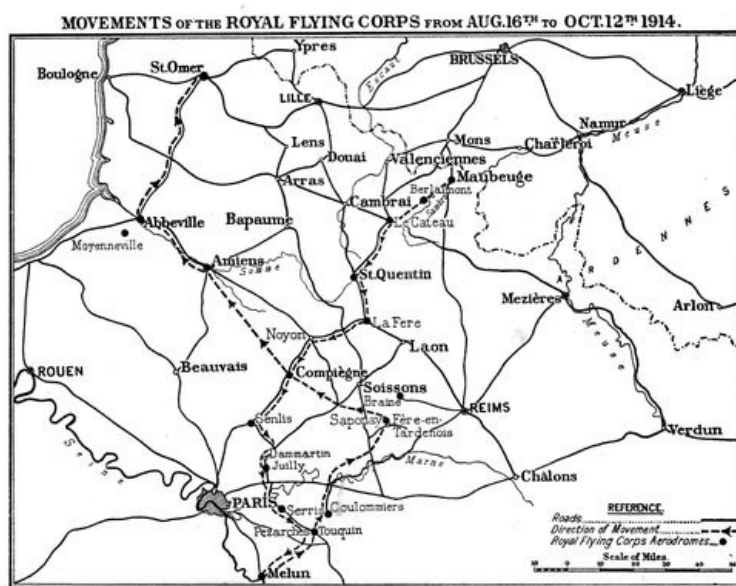 MOVEMENTS OF THE ROYAL FLYING CORPS FROM AUG.16TH TO OCT.12TH 1914.
Ypres
Boulogne
St.Omer
BRUSSELS
Escaut
LILLE
Liège
Namur
Meuse
Lens
Mons
Charleroi
Douai
Valenciennes
Maubeuge
Arras
Berlaimont
Cambrai
Sambre
Abbeville
Bapaume
Le Cateau
Moyenneville
ARDENNES
Amiens
Somme
St.Quentin
Mezières
Arlon
La Fère
Meuse
Noyon
Laon
ROUEN
Beauvais
Compiègne
Soissons
Braine
REIMS
Senlis
Saponay
Fère-en-
Tardenois
Verdun
Seine
Dammartin
Juilly
Marne
Châlons
PARIS
Serris
Coulommiers
Pézarches
Touquin
Melun
REFERENCE.
Roads
Direction of Movement
Royal Flying Corps Aerodromes
Scale of Miles.